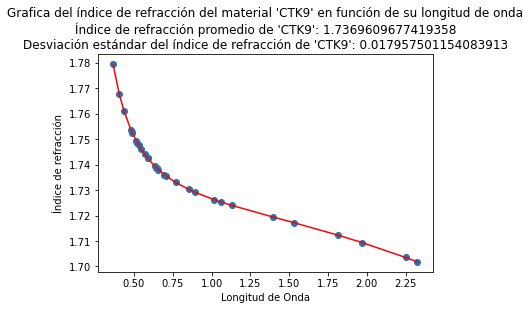 Grafica del índice de refracción del material 'CTK9' en función de su longitud de onda
Índice de refracción promedio de 'CTK9': 1.7369609677419358
Desviación estándar del índice de refracción de 'CTK9': 0.017957501154083913
1.78
1.77
1.76
1.75
1.74
1.73
1.72
1.71
1.70
Índice de refracción
0.50 0.75 1.00 1.25 1.50 1.75 2.00 2.25
Longitud de Onda